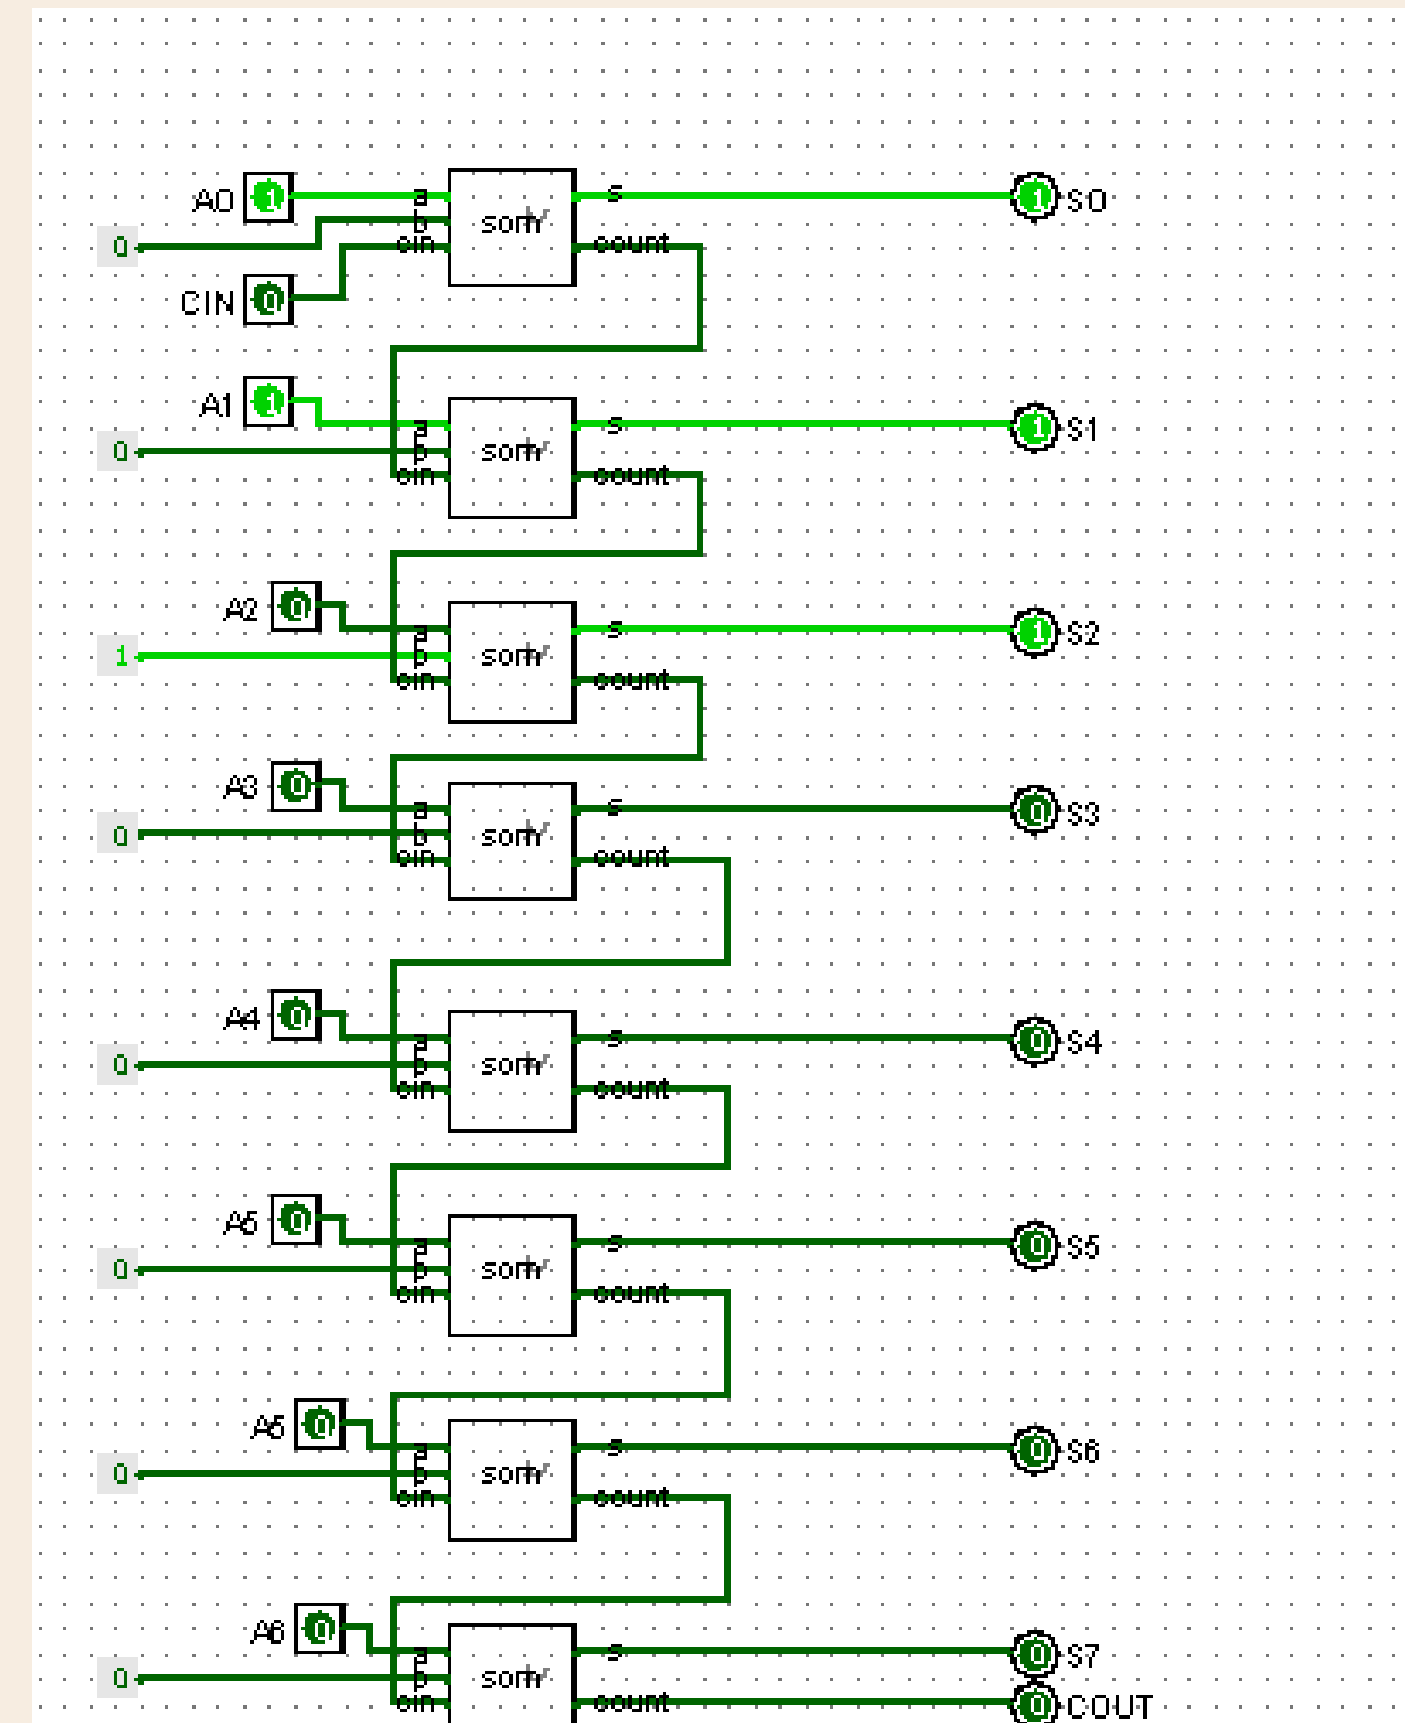 A0 1 a som s 1 S0
0 b
cin count
CIN 0
A1 1 a som s 1 S1
0 b
cin count
A2 0 a som s 1 S2
1 b
cin count
A3 0 a som s 0 S3
0 b
cin count
A4 0 a som s 0 S4
0 b
cin count
A5 0 a som s 0 S5
0 b
cin count
A5 0 a som s 0 S6
0 b
cin count
A6 0 a som s 0 S7
0 b
cin count 0 COUT